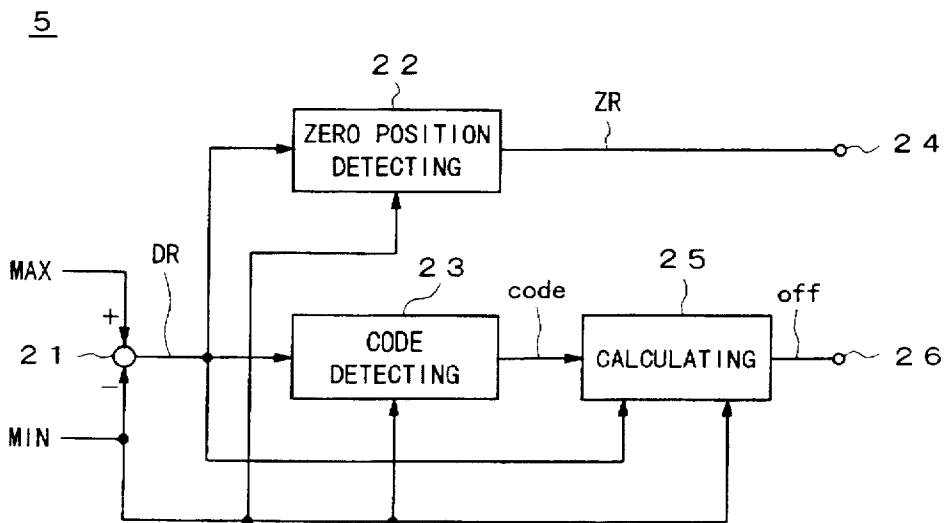 5
22
ZERO POSITION
DETECTING
ZR
24
MAX
DR
+
21
−
MIN
23
CODE
DETECTING
code
25
CALCULATING
off
26